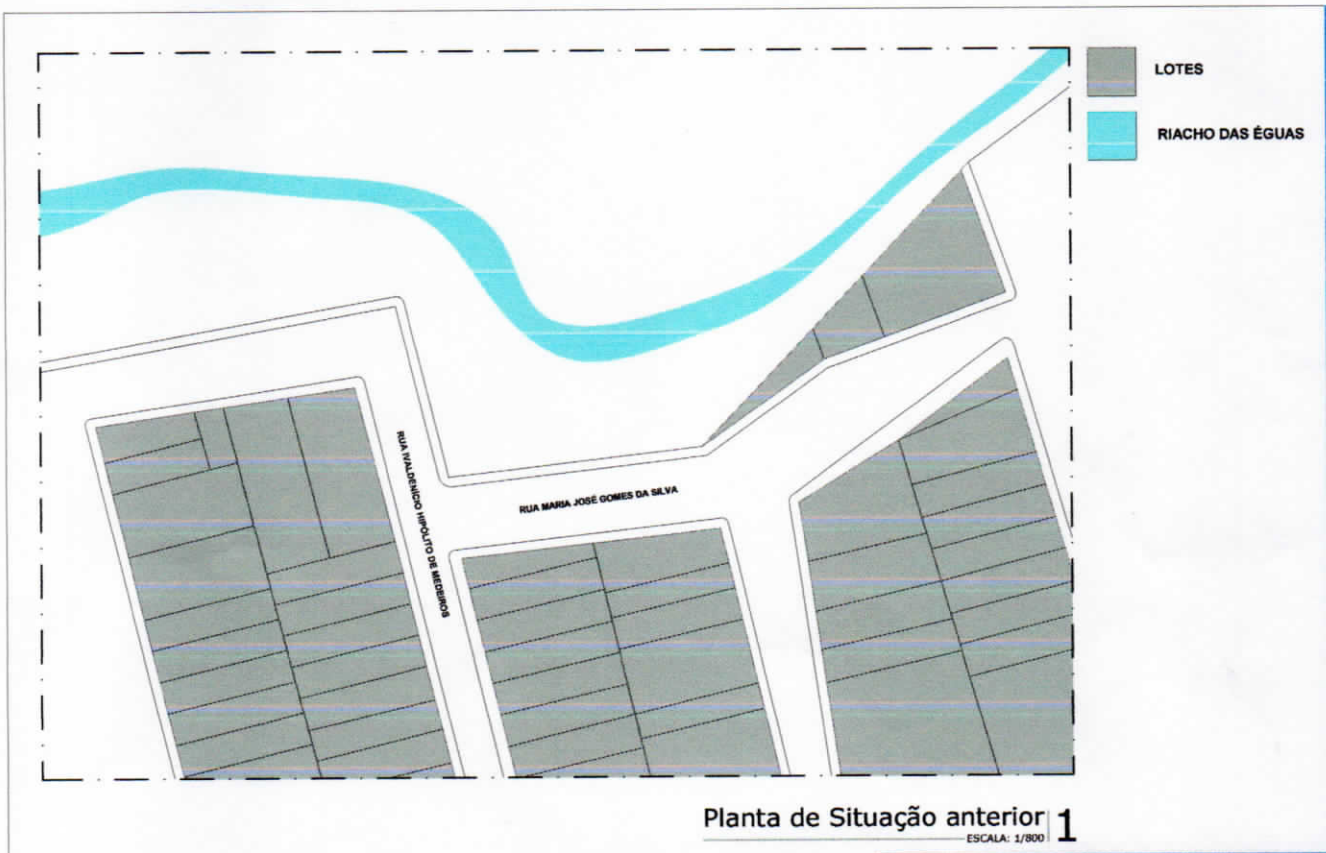 LOTES
RIACHO DAS ÉGUAS
RUA IVALDENÍCIO HIPÓLITO DE MEDEIROS
RUA MARIA JOSÉ GOMES DA SILVA
Planta de Situação anterior 1
ESCALA: 1/800